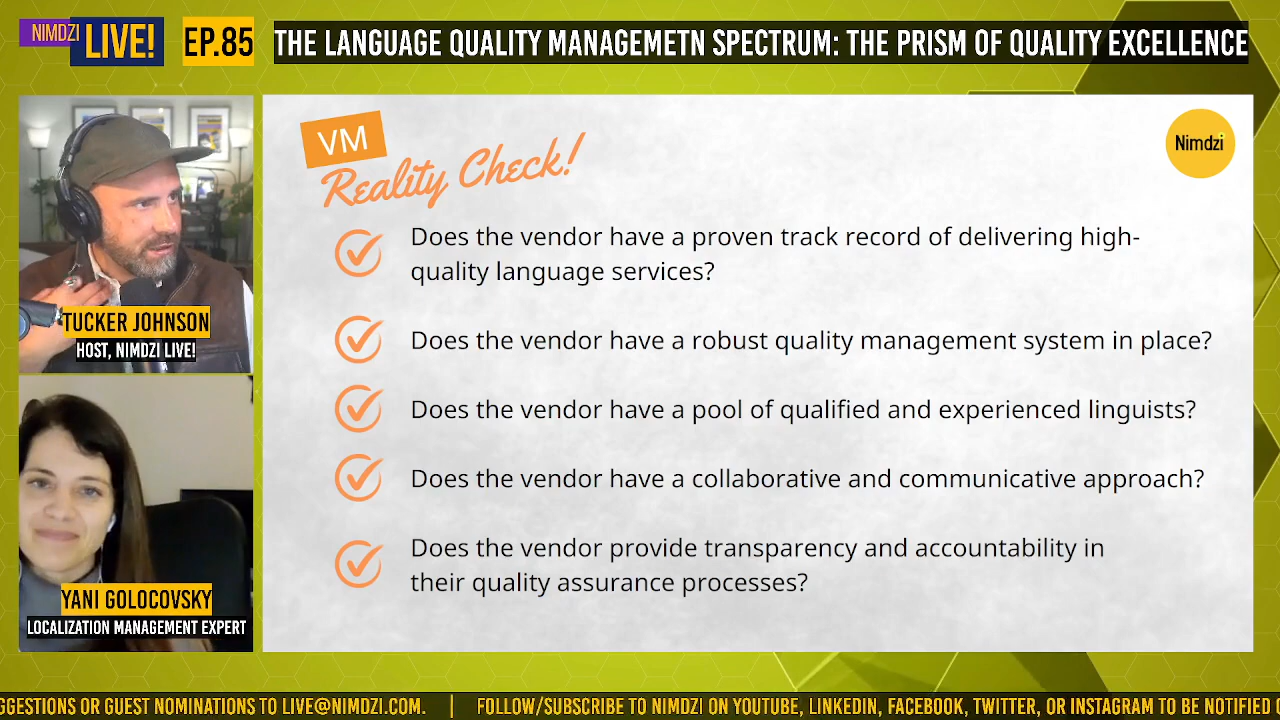 NIMDZI LIVE! EP.85 THE LANGUAGE QUALITY MANAGEMETN SPECTRUM: THE PRISM OF QUALITY EXCELLENCE
VM
Reality Check!
Nimdzi
Does the vendor have a proven track record of delivering high-
quality language services?
Does the vendor have a robust quality management system in place?
Does the vendor have a pool of qualified and experienced linguists?
Does the vendor have a collaborative and communicative approach?
Does the vendor provide transparency and accountability in
their quality assurance processes?
TUCKER JOHNSON
HOST, NIMDZI LIVE!
YANI GOLOCOVSKY
LOCALIZATION MANAGEMENT EXPERT
GGESTIONS OR GUEST NOMINATIONS TO LIVE@NIMDZI.COM. | FOLLOW/SUBSCRIBE TO NIMDZI ON YOUTUBE, LINKEDIN, FACEBOOK, TWITTER, OR INSTAGRAM TO BE NOTIFIED